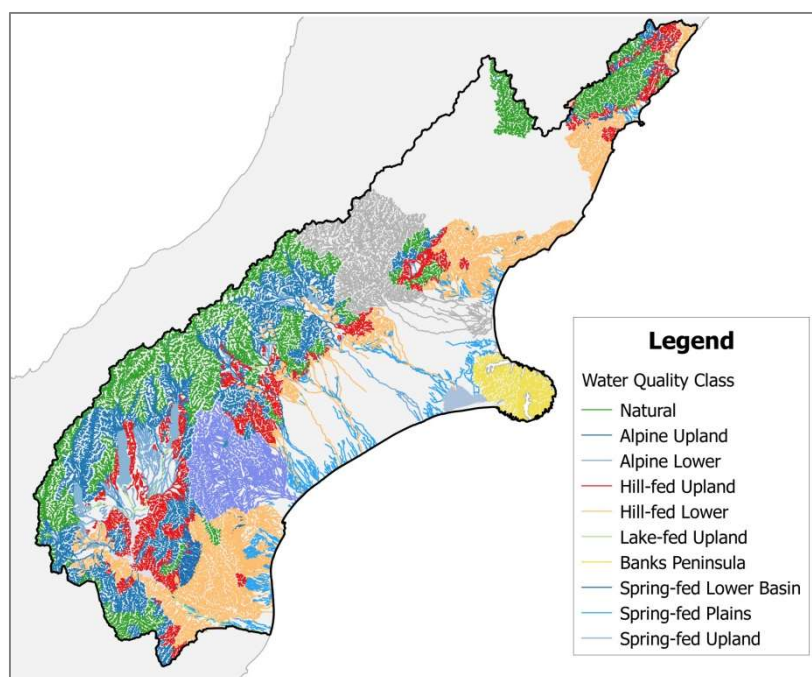 Legend
Water Quality Class
Natural
Alpine Upland
Alpine Lower
Hill-fed Upland
Hill-fed Lower
Lake-fed Upland
Banks Peninsula
Spring-fed Lower Basin
Spring-fed Plains
Spring-fed Upland